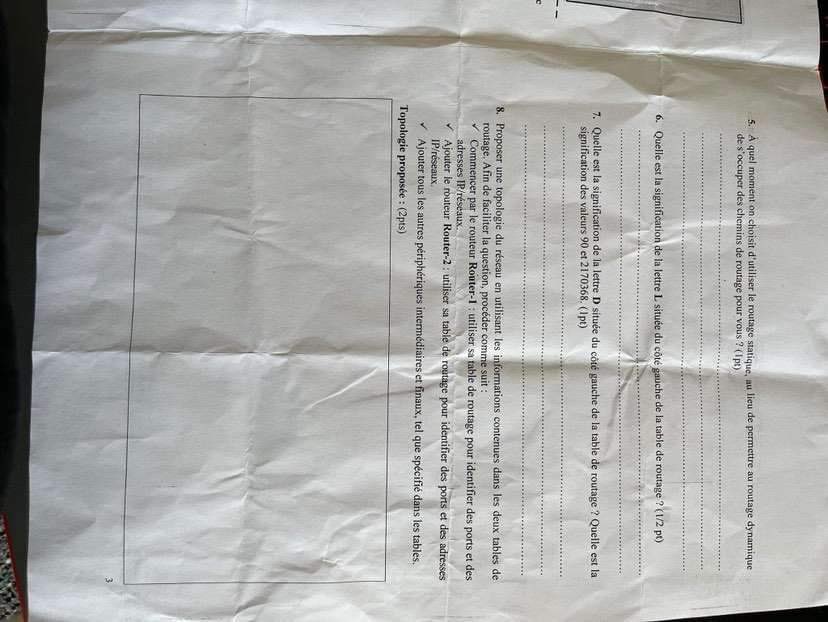 5. À quel moment on choisit d'utiliser le routage statique, au lieu de permettre au routage dynamique
de s'occuper des chemins de routage pour vous ? (1pt)
6. Quelle est la signification de la lettre L située du côté gauche de la table de routage ? (1/2 pt)
7. Quelle est la signification de la lettre D située du côté gauche de la table de routage ? Quelle est la
signification des valeurs 90 et 2170368. (1pt)
8. Proposer une topologie du réseau en utilisant les informations contenues dans les deux tables de
routage. Afin de faciliter la question, procéder comme suit :
✓ Commencer par le routeur Router-1 : utiliser sa table de routage pour identifier des ports et des
adresses IP/réseaux.
✓ Ajouter le routeur Router-2 : utiliser sa table de routage pour identifier des ports et des adresses
IP/réseaux.
✓ Ajouter tous les autres périphériques intermédiaires et finaux, tel que spécifié dans les tables.
Topologie proposée : (2pts)
3